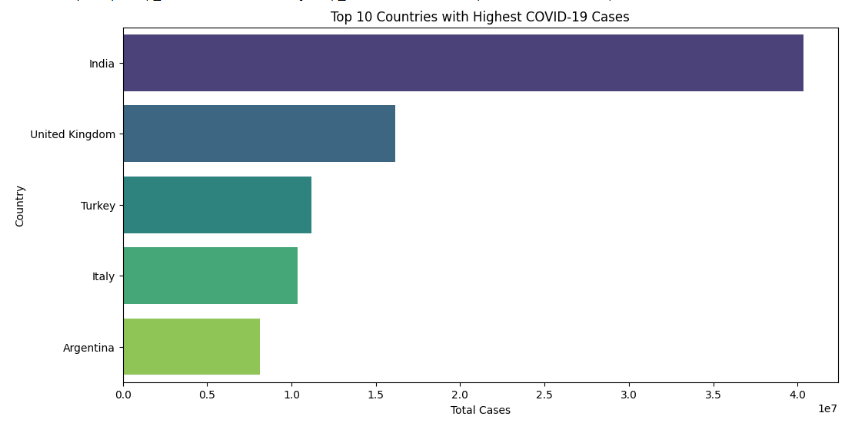 Top 10 Countries with Highest COVID-19 Cases
India
United Kingdom
Turkey
Italy
Argentina
Country
0.0 0.5 1.0 1.5 2.0 2.5 3.0 3.5 4.0
1e7
Total Cases